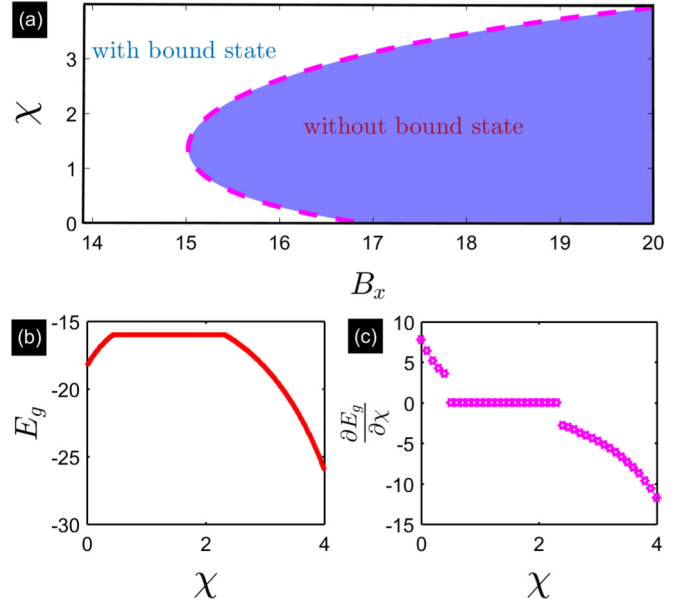 (a)
with bound state
without bound state
χ
3
2
1
0
14 15 16 17 18 19 20
B_x
(b)
E_g
-15
-20
-25
-30
0 2 4
χ
(c)
∂E_g/∂χ
10
5
0
-5
-10
-15
0 2 4
χ